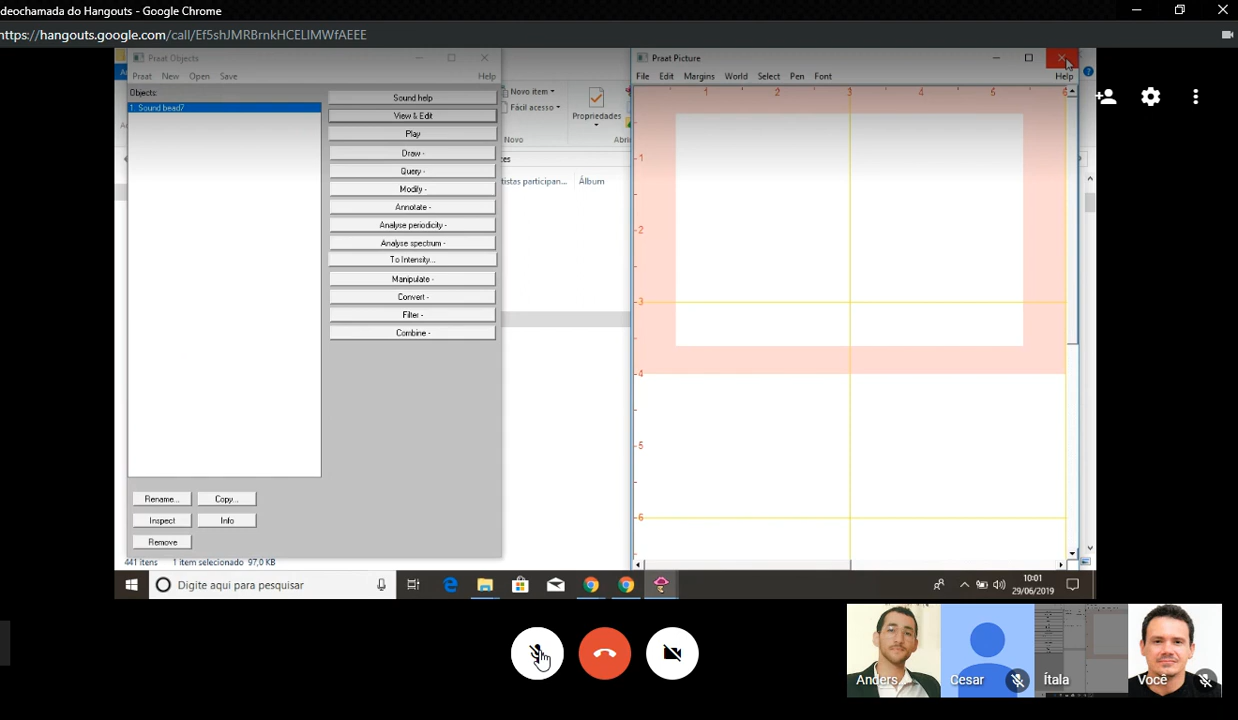 deochamada do Hangouts - Google Chrome
https://hangouts.google.com/call/Ef5shJMRBrnkHCELIMWfAEEE
Praat Objects
Praat New Open Save Help
Objects:
1. Sound bead7
Sound help
View & Edit
Play
Draw -
Query -
Modify -
Annotate -
Analyse periodicity -
Analyse spectrum -
To Intensity...
Manipulate -
Convert -
Filter -
Combine -
Rename... Copy...
Inspect Info
Remove
Novo item
Fácil acesso
Novo
Propriedades
Abri
ces
tistas participan... Álbum
441 itens 1 item selecionado 97,0 KB
Praat Picture
File Edit Margins World Select Pen Font Help
1 2 3 4 5 6
1
2
3
4
5
6
Digite aqui para pesquisar
10:01
29/06/2019
Anders
Cesar
Ítala
Você